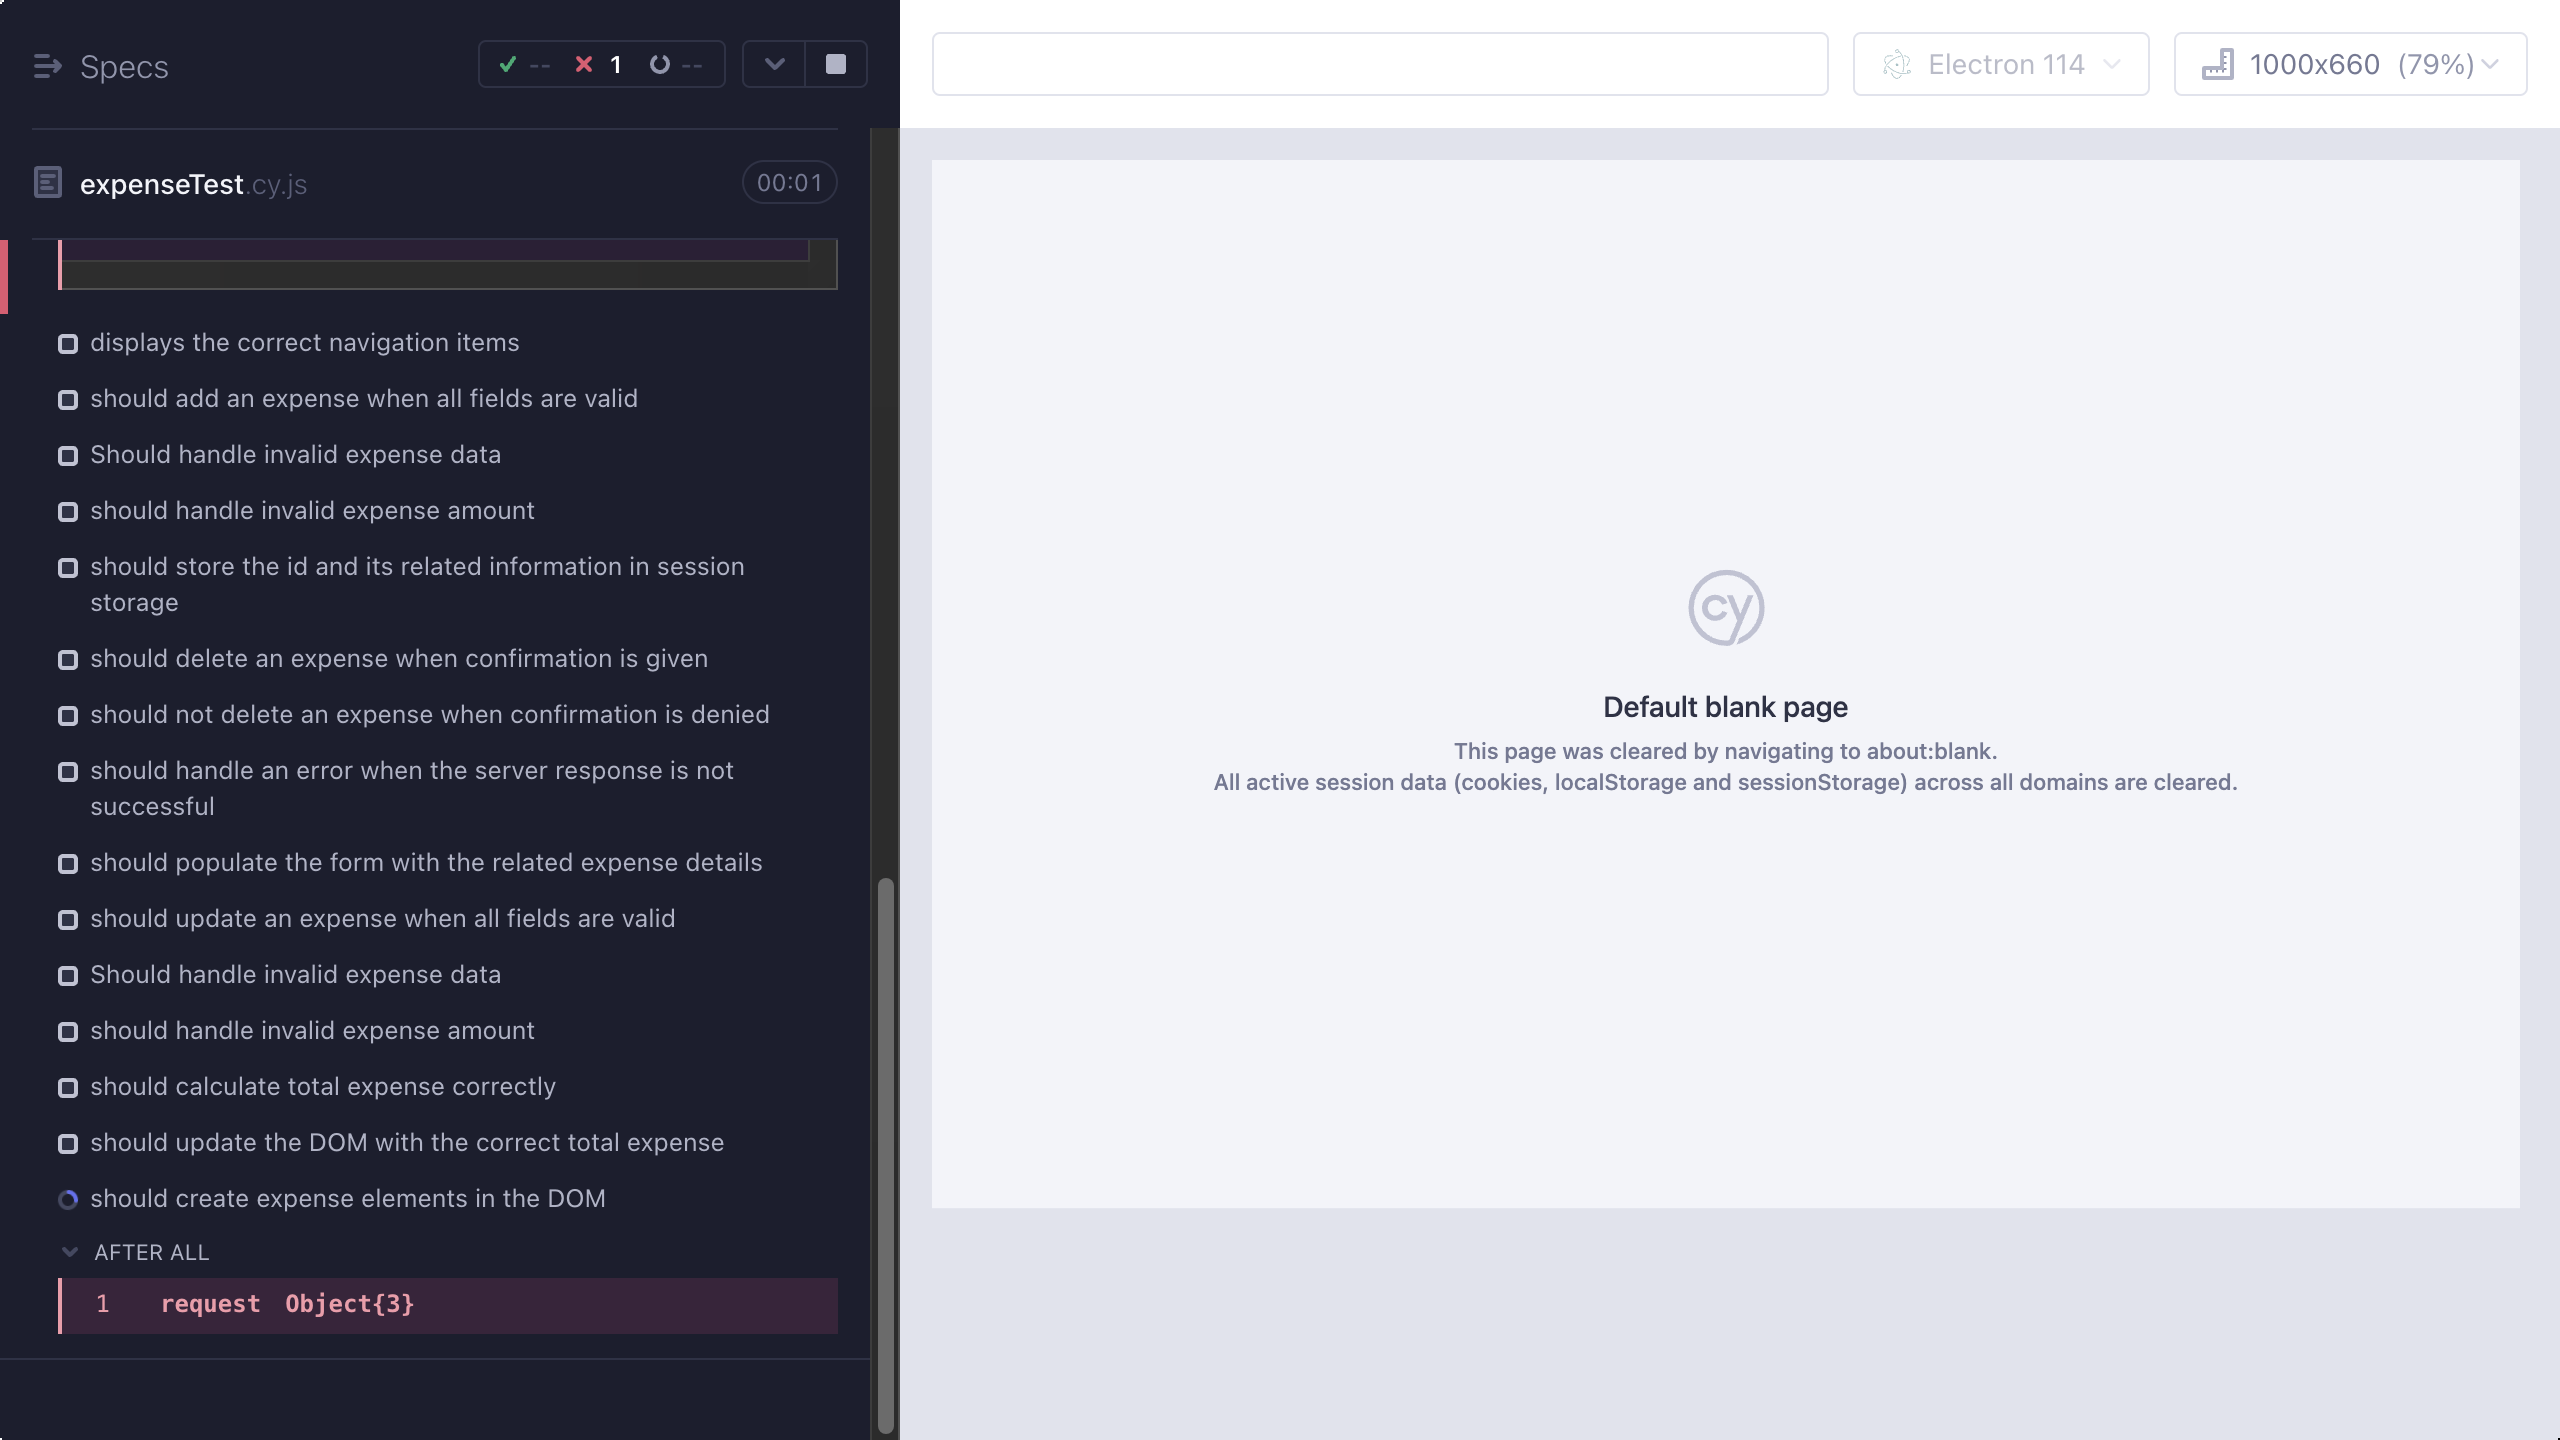 Specs
-- 1 --
expenseTest.cy.js
00:01
displays the correct navigation items
should add an expense when all fields are valid
Should handle invalid expense data
should handle invalid expense amount
should store the id and its related information in session
storage
should delete an expense when confirmation is given
should not delete an expense when confirmation is denied
should handle an error when the server response is not
successful
should populate the form with the related expense details
should update an expense when all fields are valid
Should handle invalid expense data
should handle invalid expense amount
should calculate total expense correctly
should update the DOM with the correct total expense
should create expense elements in the DOM
AFTER ALL
1 request Object{3}
Electron 114
1000x660 (79%)
cy
Default blank page
This page was cleared by navigating to about:blank.
All active session data (cookies, localStorage and sessionStorage) across all domains are cleared.